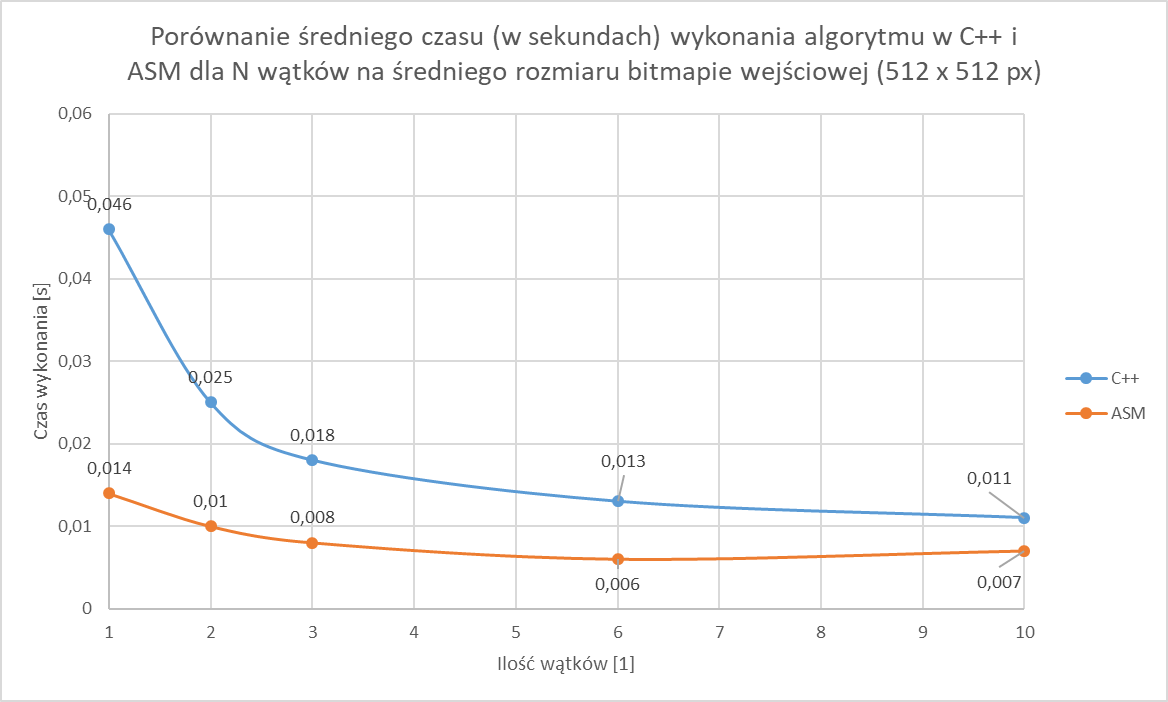 Porównanie średniego czasu (w sekundach) wykonania algorytmu w C++ i
ASM dla N wątków na średniego rozmiaru bitmapie wejściowej (512 x 512 px)
0,06
0,05
0,046
0,04
Czas wykonania [s]
0,03
0,025
0,02
0,018
0,014
0,013
0,011
0,01
0,01
0,008
0,006
0,007
0
1 2 3 4 5 6 7 8 9 10
Ilość wątków [1]
C++
ASM